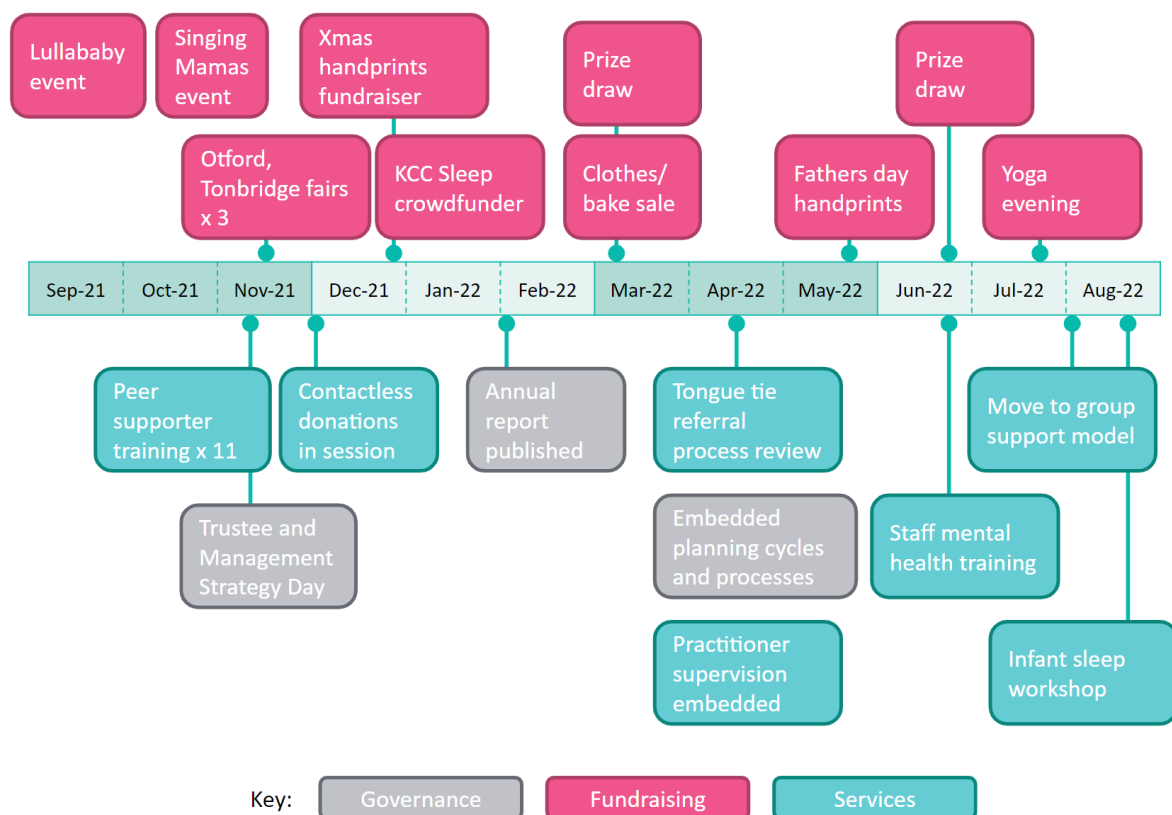 Lullababy
event
Singing
Mamas
event
Xmas
handprints
fundraiser
Prize
draw
Prize
draw
Otford,
Tonbridge fairs
x 3
KCC Sleep
crowdfunder
Clothes/
bake sale
Fathers day
handprints
Yoga
evening
Sep-21 Oct-21 Nov-21 Dec-21 Jan-22 Feb-22 Mar-22 Apr-22 May-22 Jun-22 Jul-22 Aug-22
Peer
supporter
training x 11
Contactless
donations
in session
Annual
report
published
Tongue tie
referral
process review
Move to group
support model
Trustee and
Management
Strategy Day
Embedded
planning cycles
and processes
Staff mental
health training
Practitioner
supervision
embedded
Infant sleep
workshop
Key: Governance Fundraising Services